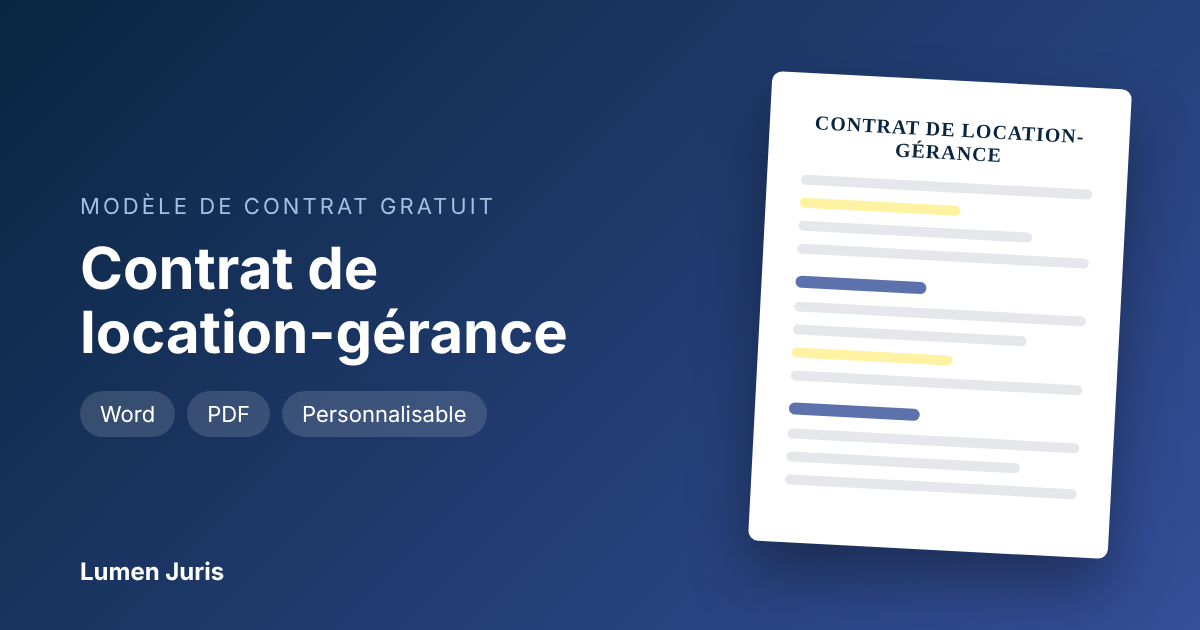 MODÈLE DE CONTRAT GRATUIT
Contrat de
location-gérance
Word
PDF
Personnalisable
Lumen Juris
CONTRAT DE LOCATION-
GÉRANCE